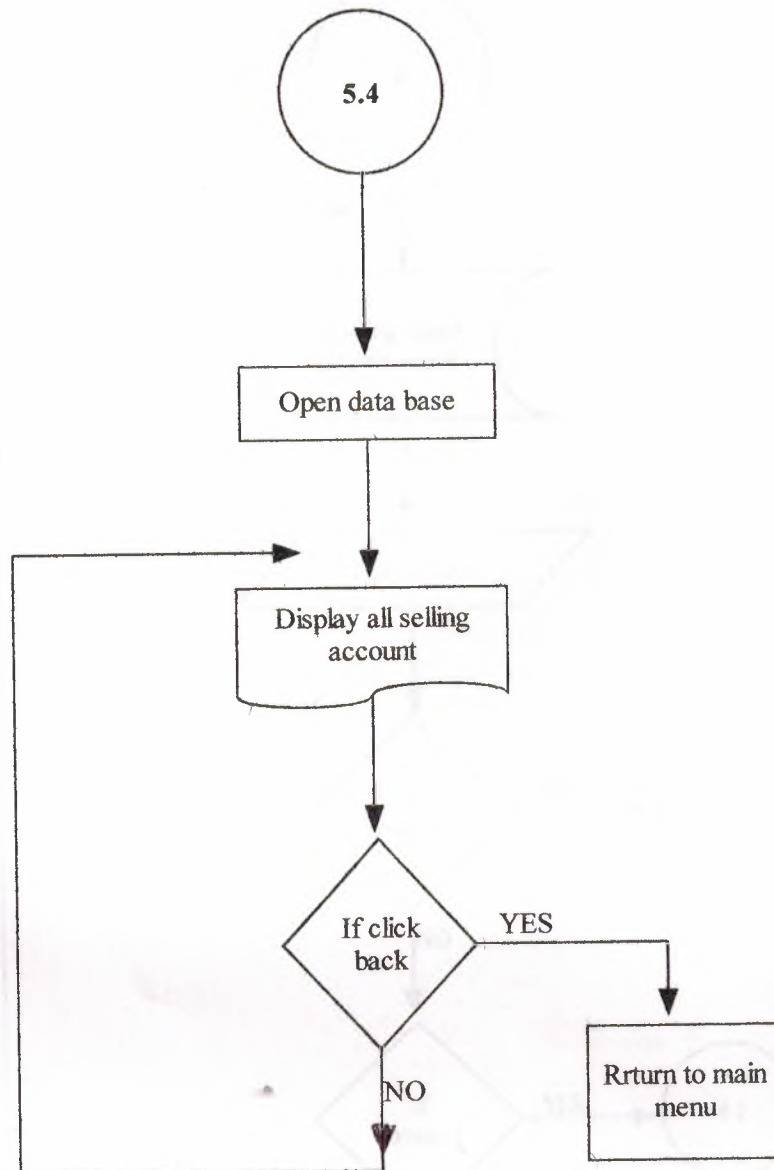 5.4
Open data base
Display all selling
account
If click
back
YES
NO
Rrturn to main
menu